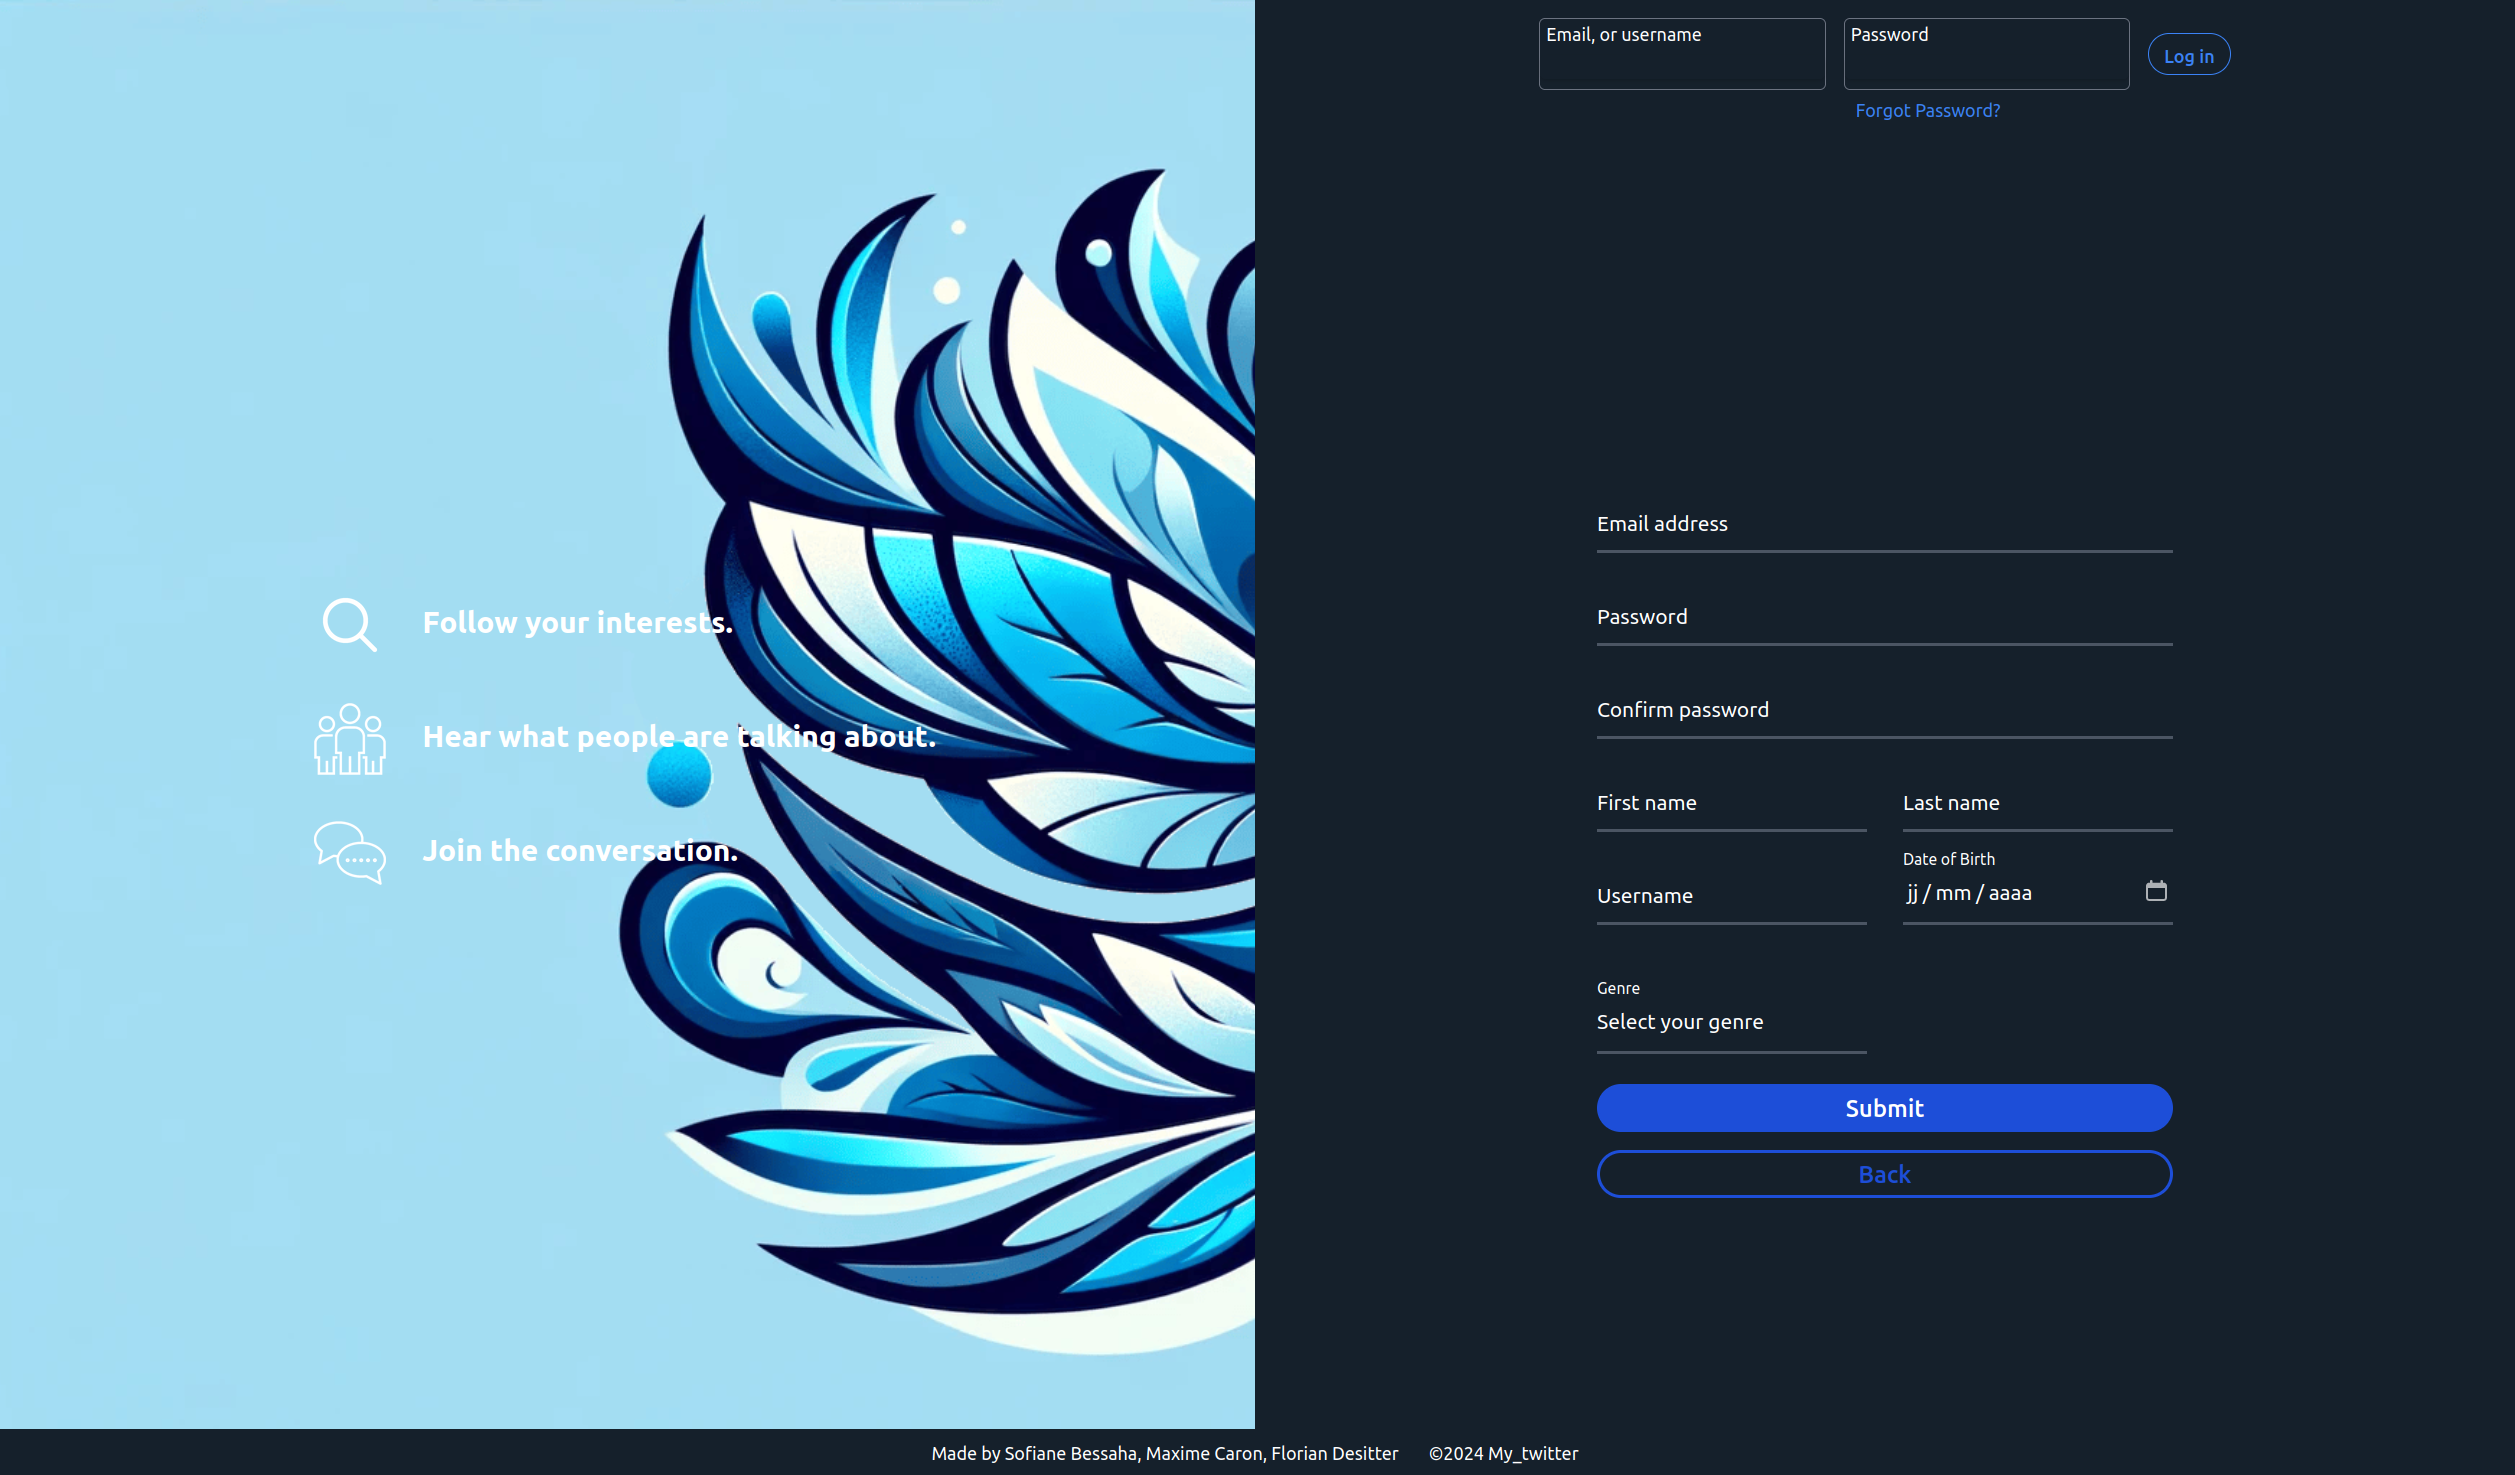 Email, or username
Password
Log in
Forgot Password?
Follow your interests.
Hear what people are talking about.
Join the conversation.
Email address
Password
Confirm password
First name
Last name
Username
Date of Birth
jj / mm / aaaa
Genre
Select your genre
Submit
Back
Made by Sofiane Bessaha, Maxime Caron, Florian Desitter ©2024 My_twitter